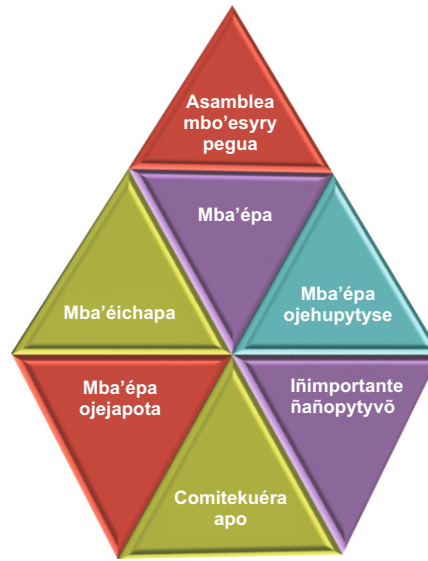 Asamblea
mbo’esyry
pegua
Mba’épa
Mba’éichapa
Mba’épa
ojehupytyse
Mba’épa
ojejapota
Iñimportante
ñañopytyvõ
Comitekuéra
apo